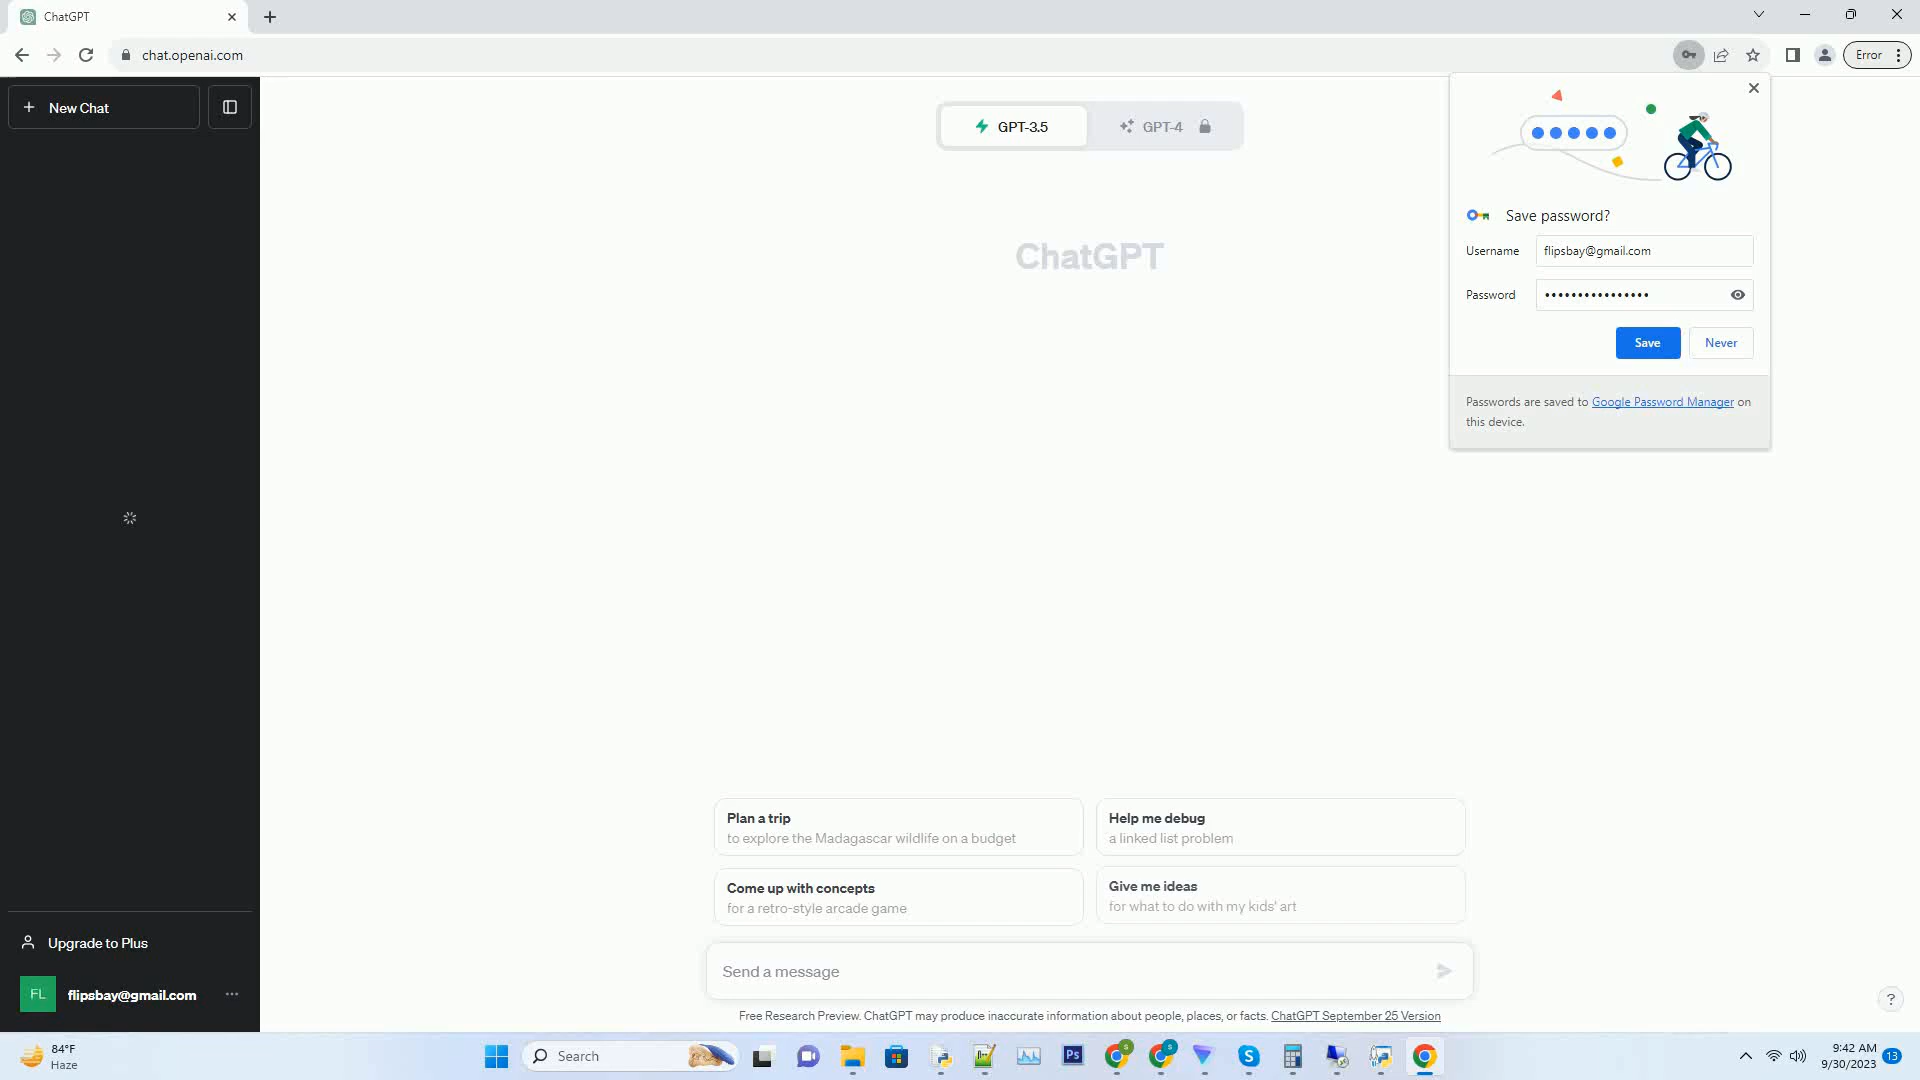 ChatGPT
chat.openai.com
Error
New Chat
GPT-3.5
GPT-4
ChatGPT
Save password?
Username
flipsbay@gmail.com
Password
••••••••••••••••
Save
Never
Passwords are saved to Google Password Manager on
this device.
Plan a trip
to explore the Madagascar wildlife on a budget
Help me debug
a linked list problem
Come up with concepts
for a retro-style arcade game
Give me ideas
for what to do with my kids' art
Upgrade to Plus
FL
flipsbay@gmail.com
Send a message
Free Research Preview. ChatGPT may produce inaccurate information about people, places, or facts. ChatGPT September 25 Version
?
84°F
Haze
Search
Ps
S
S
S
9:42 AM
9/30/2023
13